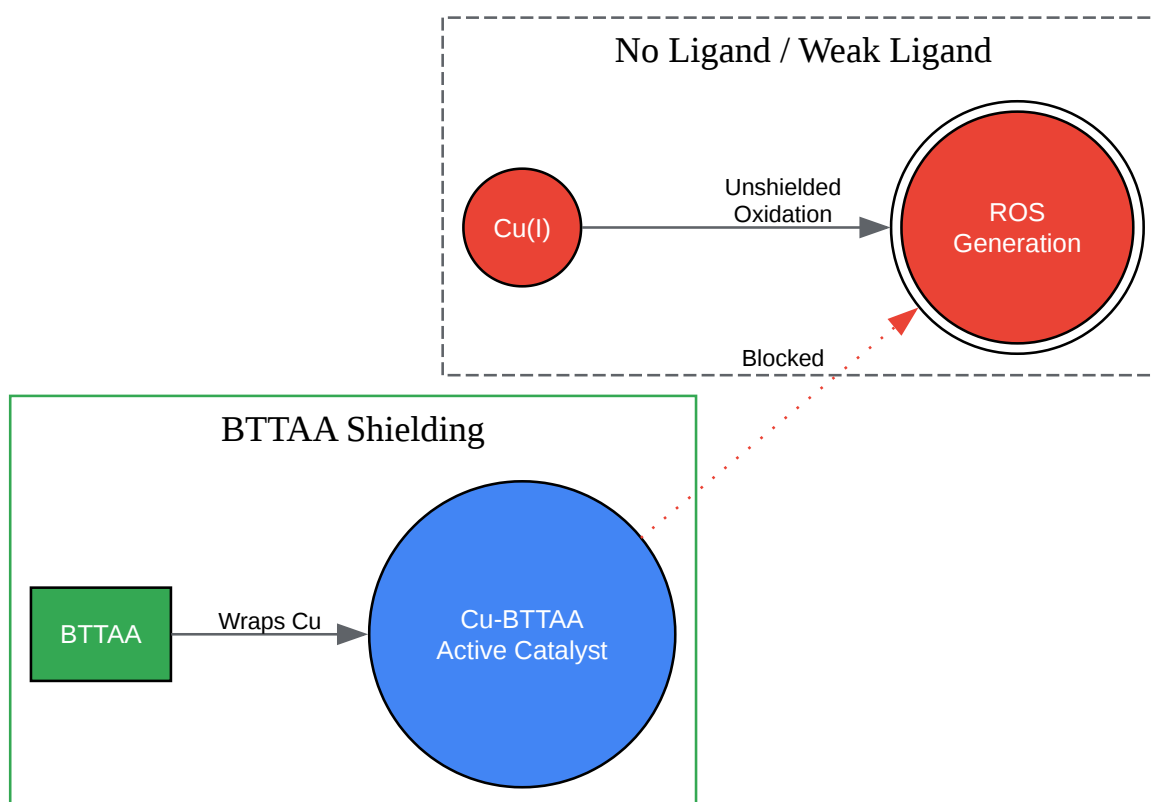 No Ligand / Weak Ligand
Cu(I)
Unshielded
Oxidation
ROS
Generation
Blocked
BTTAA Shielding
BTTAA
Wraps Cu
Cu-BTTAA
Active Catalyst